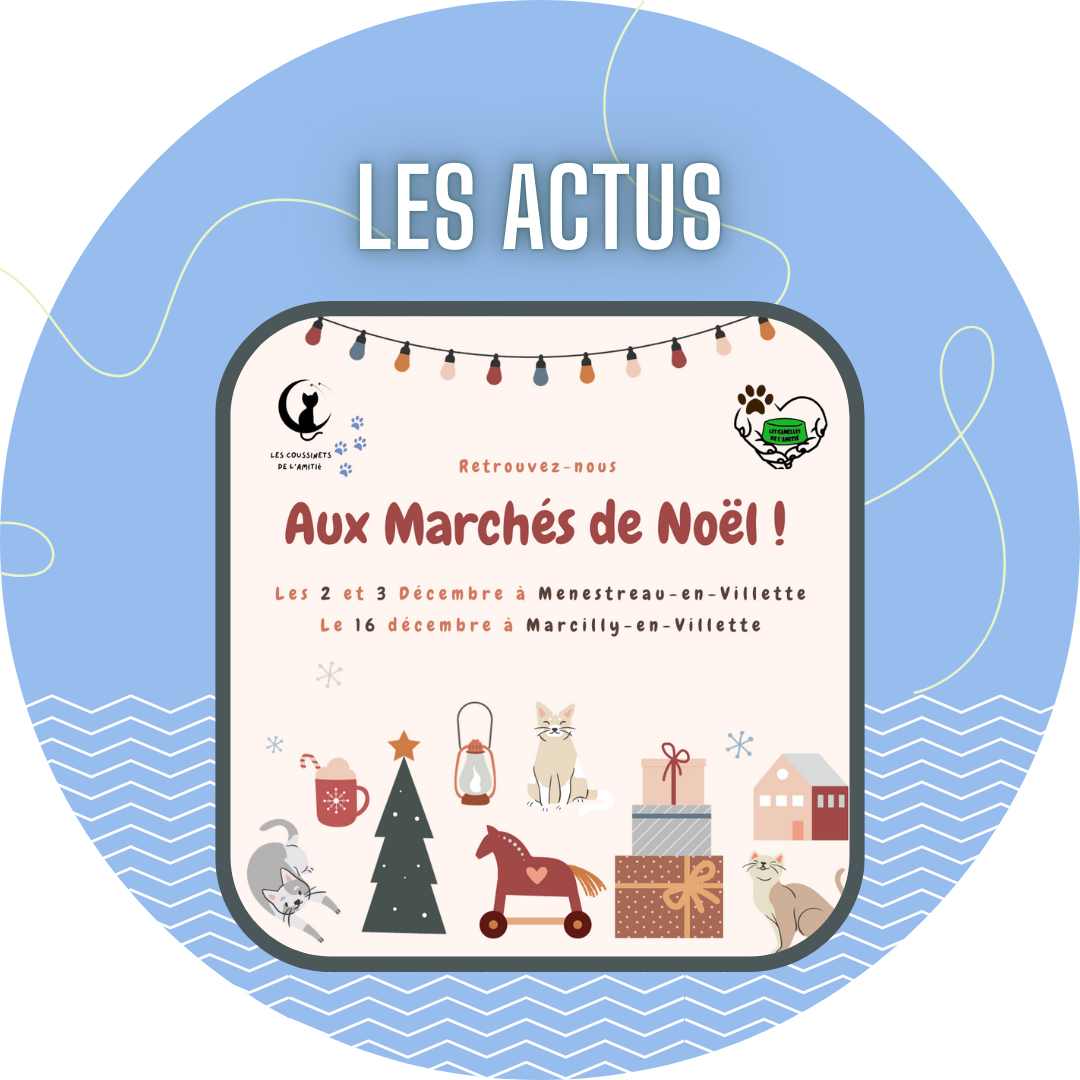 LES ACTUS
LES COUSSINETS
DE L'AMITIé
LES GAMELLES
DE L'AMITIÉ
Retrouvez-nous
Aux Marchés de Noël !
Les 2 et 3 Décembre à Menestreau-en-Villette
Le 16 décembre à Marcilly-en-Villette